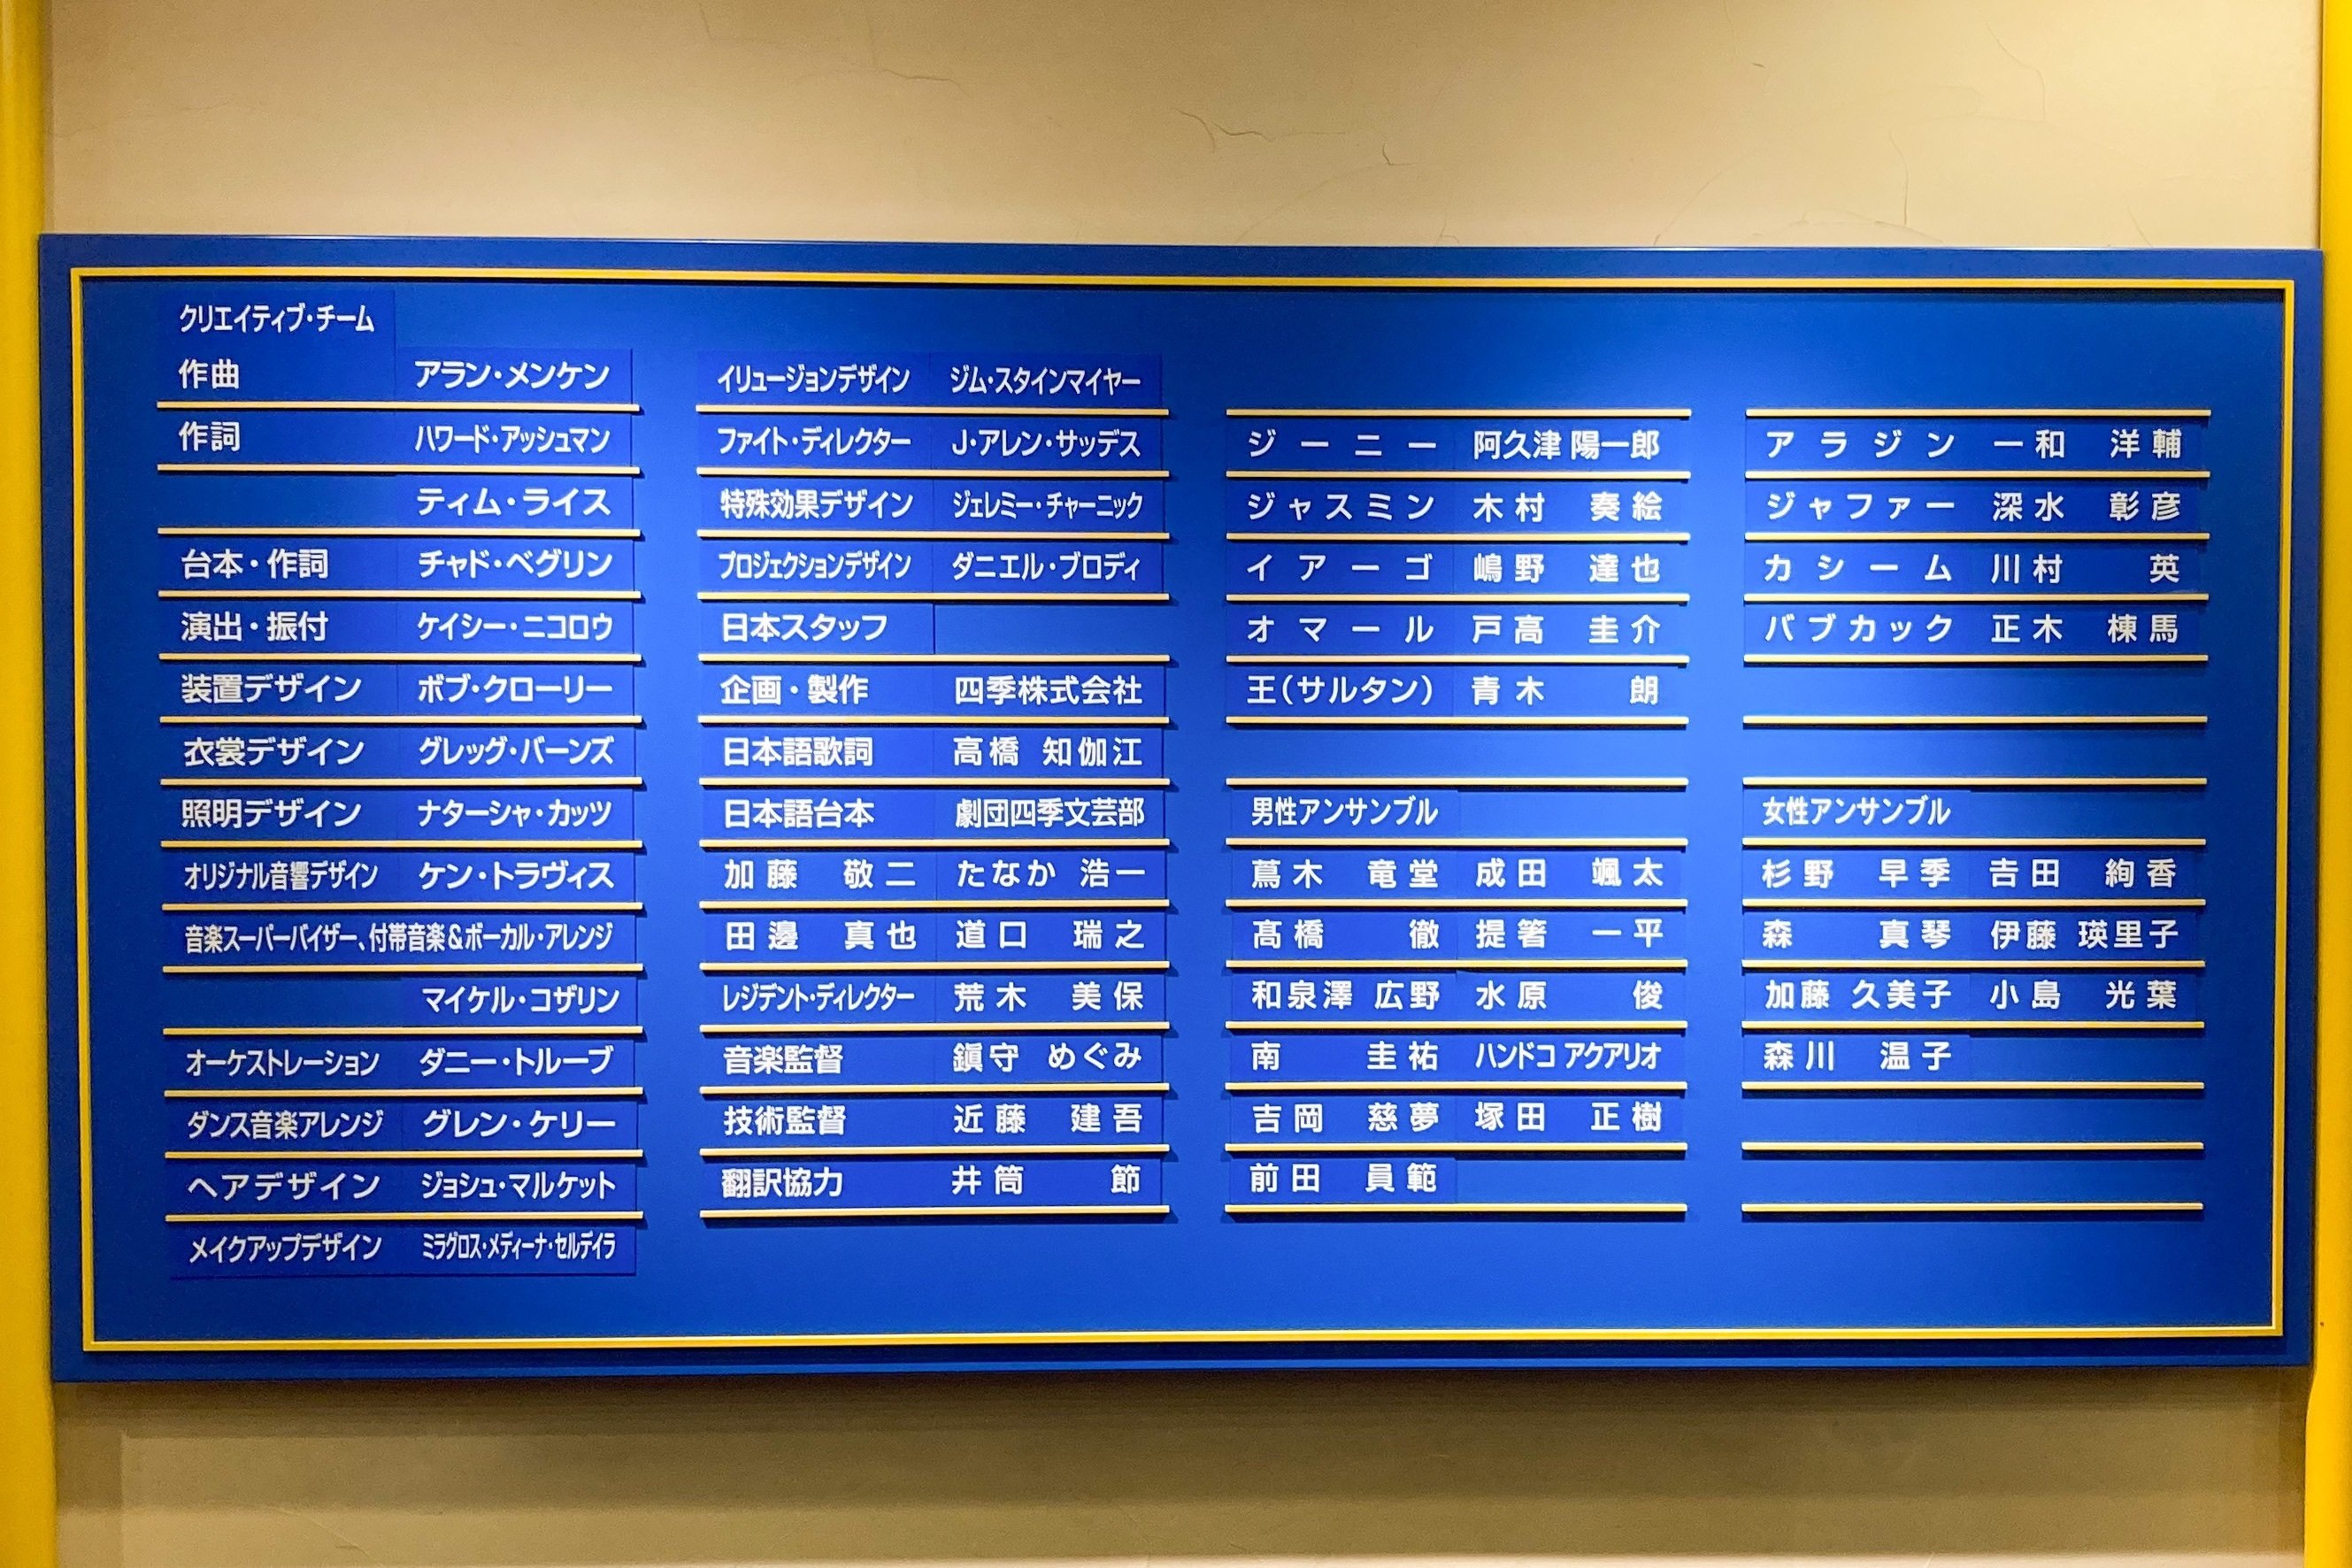 クリエイティブ・チーム
作曲 アラン・メンケン
作詞 ハワード・アッシュマン
ティム・ライス
台本・作詞 チャド・ベグリン
演出・振付 ケイシー・ニコロウ
装置デザイン ボブ・クローリー
衣裳デザイン グレッグ・バーンズ
照明デザイン ナターシャ・カッツ
オリジナル音響デザイン ケン・トラヴィス
音楽スーパーバイザー、付帯音楽&ボーカル・アレンジ
マイケル・コザリン
オーケストレーション ダニー・トルーブ
ダンス音楽アレンジ グレン・ケリー
ヘアデザイン ジョシュ・マルケット
メイクアップデザイン ミラグロス・メディーナ・セルデイラ
イリュージョンデザイン ジム・スタインマイヤー
ファイト・ディレクター J・アレン・サッデス
特殊効果デザイン ジェレミー・チャーニック
プロジェクションデザイン ダニエル・ブロディ
日本スタッフ
企画・製作 四季株式会社
日本語歌詞 高橋 知伽江
日本語台本 劇団四季文芸部
加藤 敬二 たなか 浩一
田邊 真也 道口 瑞之
レジデント・ディレクター 荒木 美保
音楽監督 鎭守 めぐみ
技術監督 近藤 建吾
翻訳協力 井筒 節
ジーニー 阿久津 陽一郎
ジャスミン 木村 奏絵
イアーゴ 嶋野 達也
オマール 戸高 圭介
王(サルタン) 青木 朗
男性アンサンブル
蔦木 竜堂 成田 颯太
髙橋 徹 提箸 一平
和泉澤 広野 水原 俊
南 圭祐 ハンドコ アクアリオ
吉岡 慈夢 塚田 正樹
前田 員範
アラジン 一和 洋輔
ジャファー 深水 彰彦
カシーム 川村 英
バブカック 正木 棟馬
女性アンサンブル
杉野 早季 吉田 絢香
森 真琴 伊藤 瑛里子
加藤 久美子 小島 光葉
森川 温子